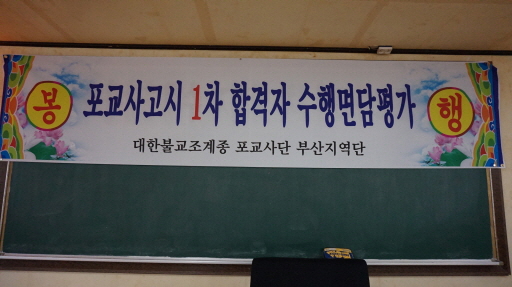 봉 포교사고시 1차 합격자 수행면담평가 행
대한불교조계종 포교사단 부산지역단